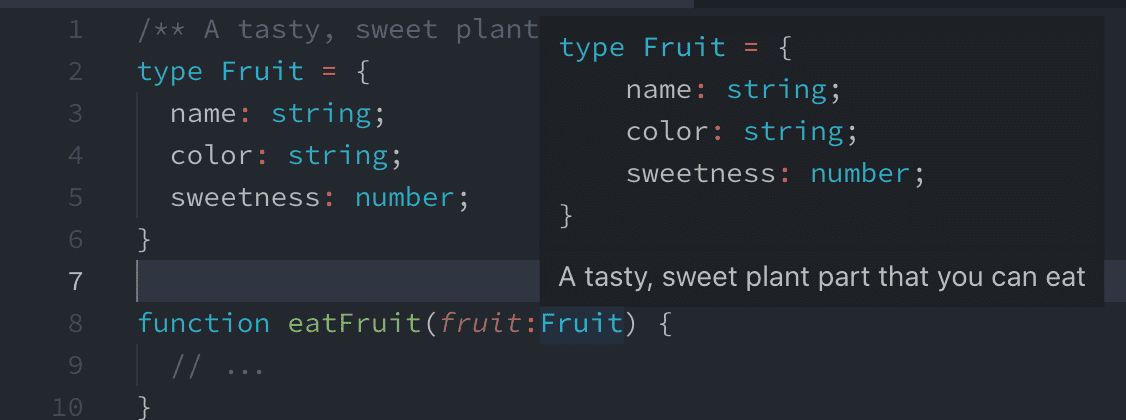 1 /** A tasty, sweet plant
2 type Fruit = {
3 name: string;
4 color: string;
5 sweetness: number;
6 }
7
8 function eatFruit(fruit:Fruit) {
9 // ...
10 }
type Fruit = {
name: string;
color: string;
sweetness: number;
}
A tasty, sweet plant part that you can eat